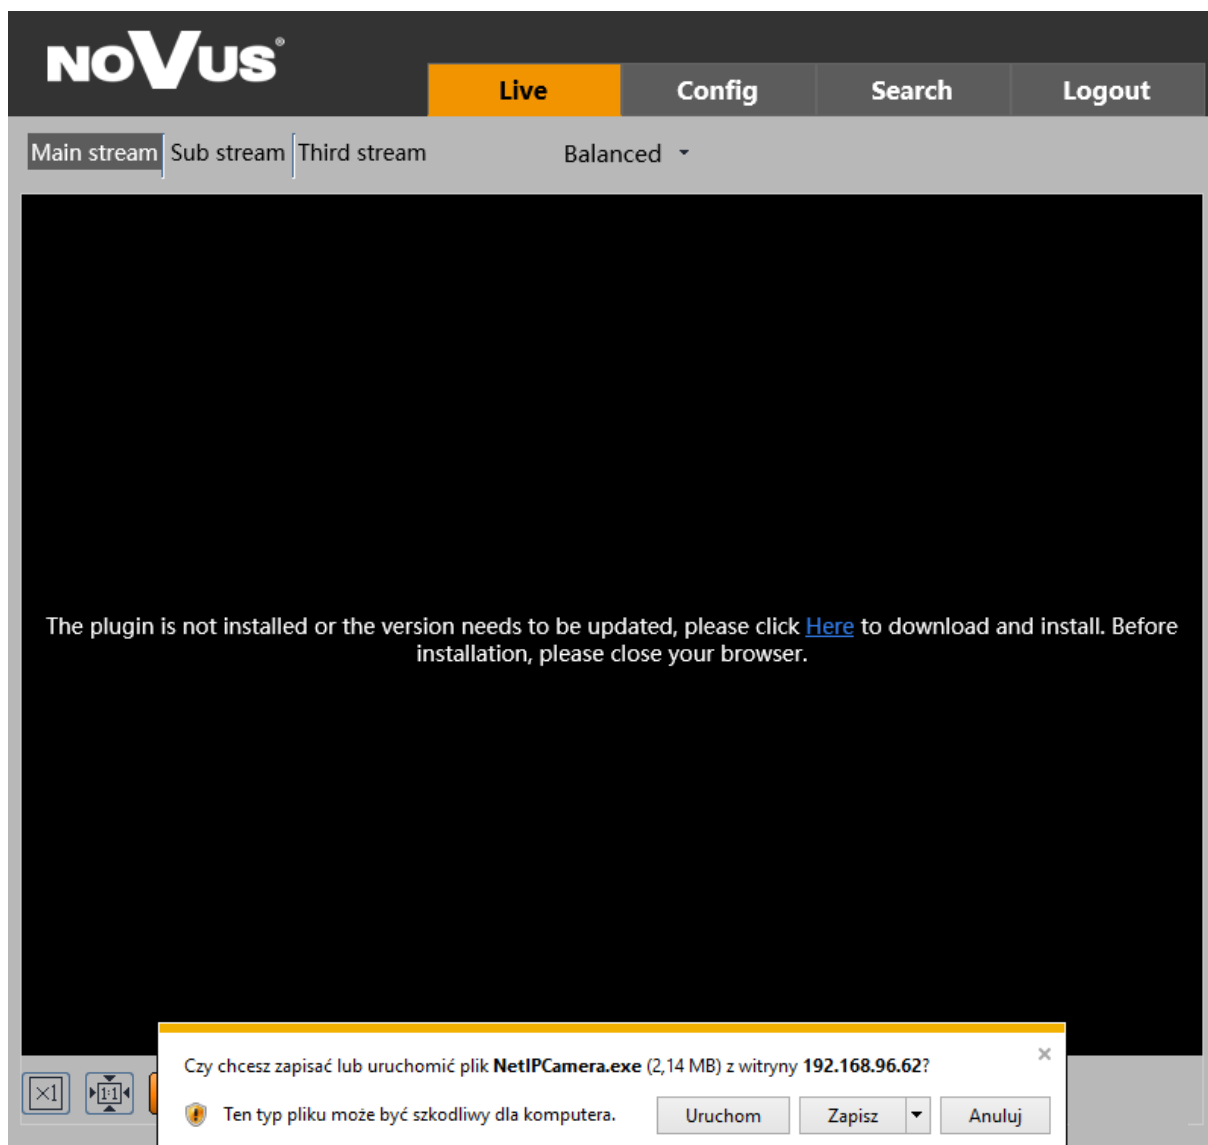 NOVUS®
Live Config Search Logout
Main stream Sub stream Third stream Balanced
The plugin is not installed or the version needs to be updated, please click Here to download and install. Before
installation, please close your browser.
Czy chcesz zapisać lub uruchomić plik NetIPCamera.exe (2,14 MB) z witryny 192.168.96.62?
×1 1:1
Ten typ pliku może być szkodliwy dla komputera. Uruchom Zapisz Anuluj